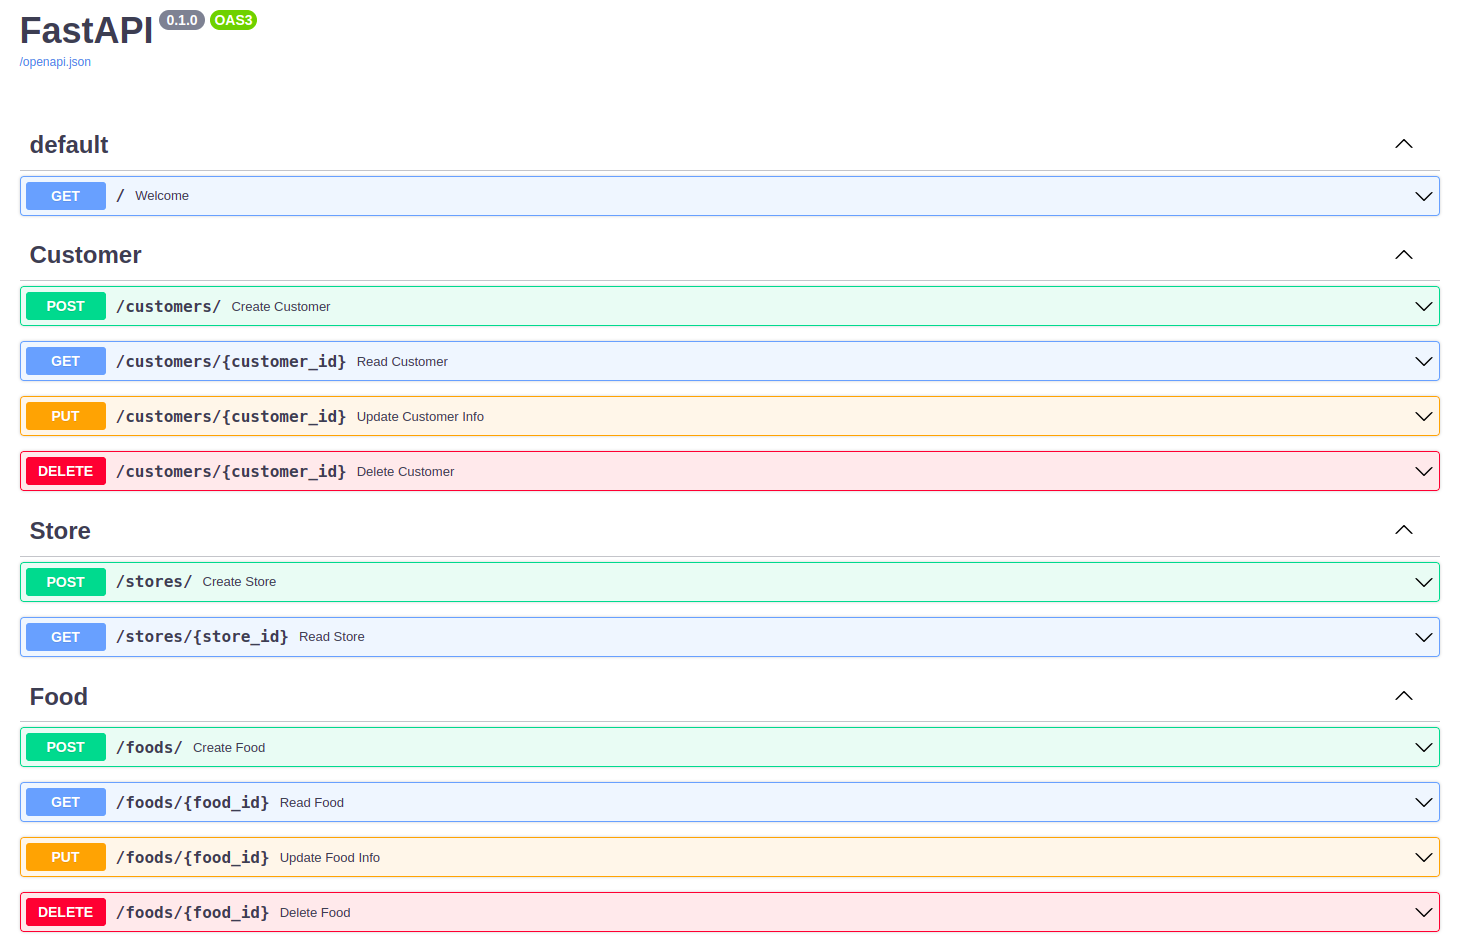 FastAPI 0.1.0 OAS3
/openapi.json
default
GET / Welcome
Customer
POST /customers/ Create Customer
GET /customers/{customer_id} Read Customer
PUT /customers/{customer_id} Update Customer Info
DELETE /customers/{customer_id} Delete Customer
Store
POST /stores/ Create Store
GET /stores/{store_id} Read Store
Food
POST /foods/ Create Food
GET /foods/{food_id} Read Food
PUT /foods/{food_id} Update Food Info
DELETE /foods/{food_id} Delete Food